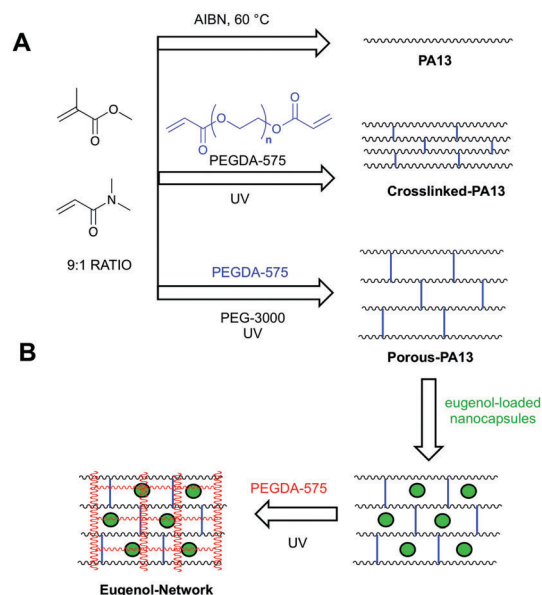 A
AIBN, 60 °C
PA13
O
O
O
O
O
n
PEGDA-575
UV
Crosslinked-PA13
N
O
9:1 RATIO
PEGDA-575
PEG-3000
UV
Porous-PA13
B
eugenol-loaded
nanocapsules
PEGDA-575
UV
Eugenol-Network